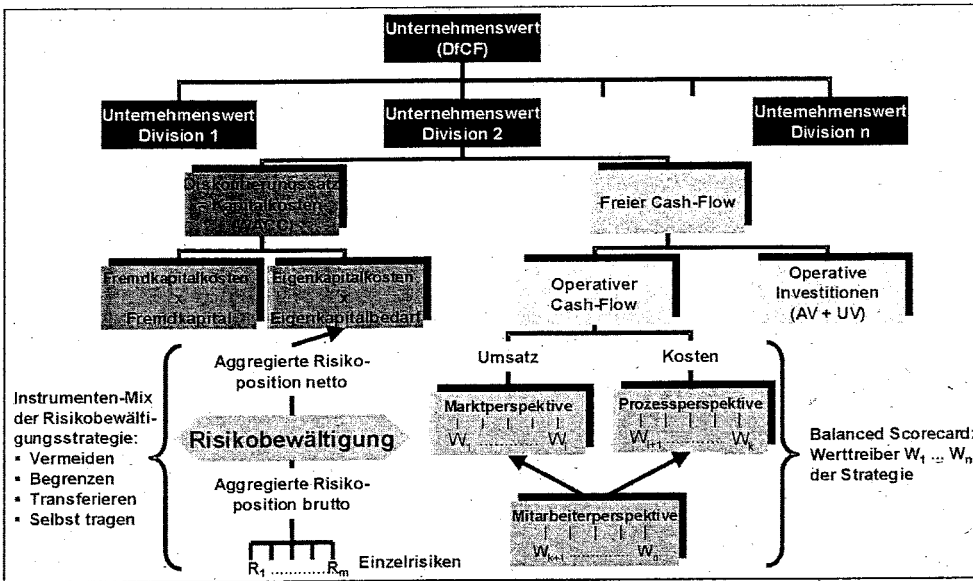 Unternehmenswert
(DfCF)
Unternehmenswert
Division 1
Unternehmenswert
Division 2
Unternehmenswert
Division n
Diskontierungssatz
= Kapitalkosten
(WACC)
Freier Cash-Flow
Fremdkapitalkosten
x
Fremdkapital
Eigenkapitalkosten
x
Eigenkapitalbedarf
Operativer
Cash-Flow
Operative
Investitionen
(AV + UV)
Aggregierte Risiko-
position netto
Umsatz
Kosten
Instrumenten-Mix
der Risikobewälti-
gungsstrategie:
▪ Vermeiden
▪ Begrenzen
▪ Transferieren
▪ Selbst tragen
Risikobewältigung
Marktperspektive
W₁ ............ Wᵢ
Prozessperspektive
Wᵢ₊₁ ............ Wₖ
Balanced Scorecard:
Werttreiber W₁ ... Wₙ
der Strategie
Aggregierte Risiko-
position brutto
Mitarbeiterperspektive
Wₖ₊₁ ............ Wₙ
R₁ ............. Rₘ Einzelrisiken